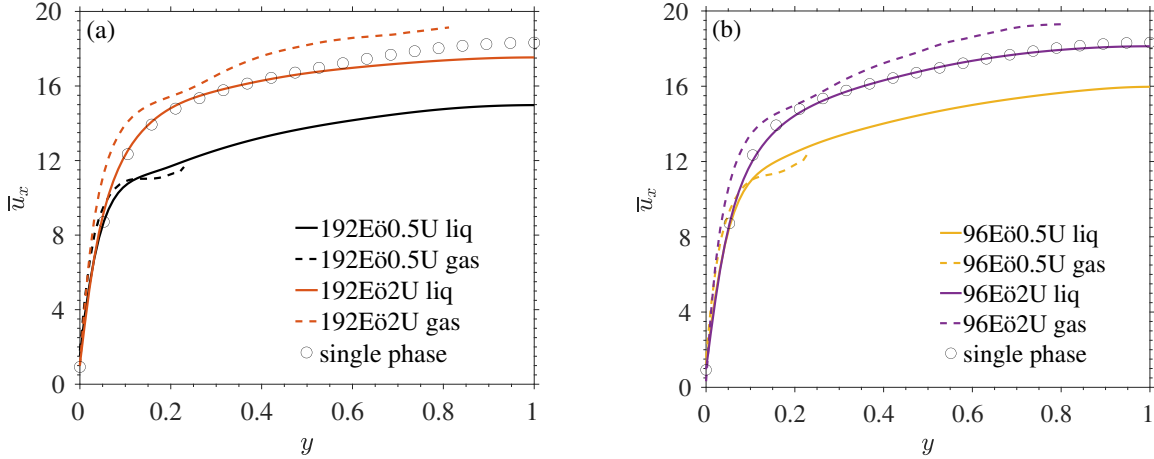 (a)
20
16
12
8
4
0
u̅ₓ
192Eö0.5U liq
192Eö0.5U gas
192Eö2U liq
192Eö2U gas
single phase
0 0.2 0.4 0.6 0.8 1
y
(b)
20
16
12
8
4
0
u̅ₓ
96Eö0.5U liq
96Eö0.5U gas
96Eö2U liq
96Eö2U gas
single phase
0 0.2 0.4 0.6 0.8 1
y